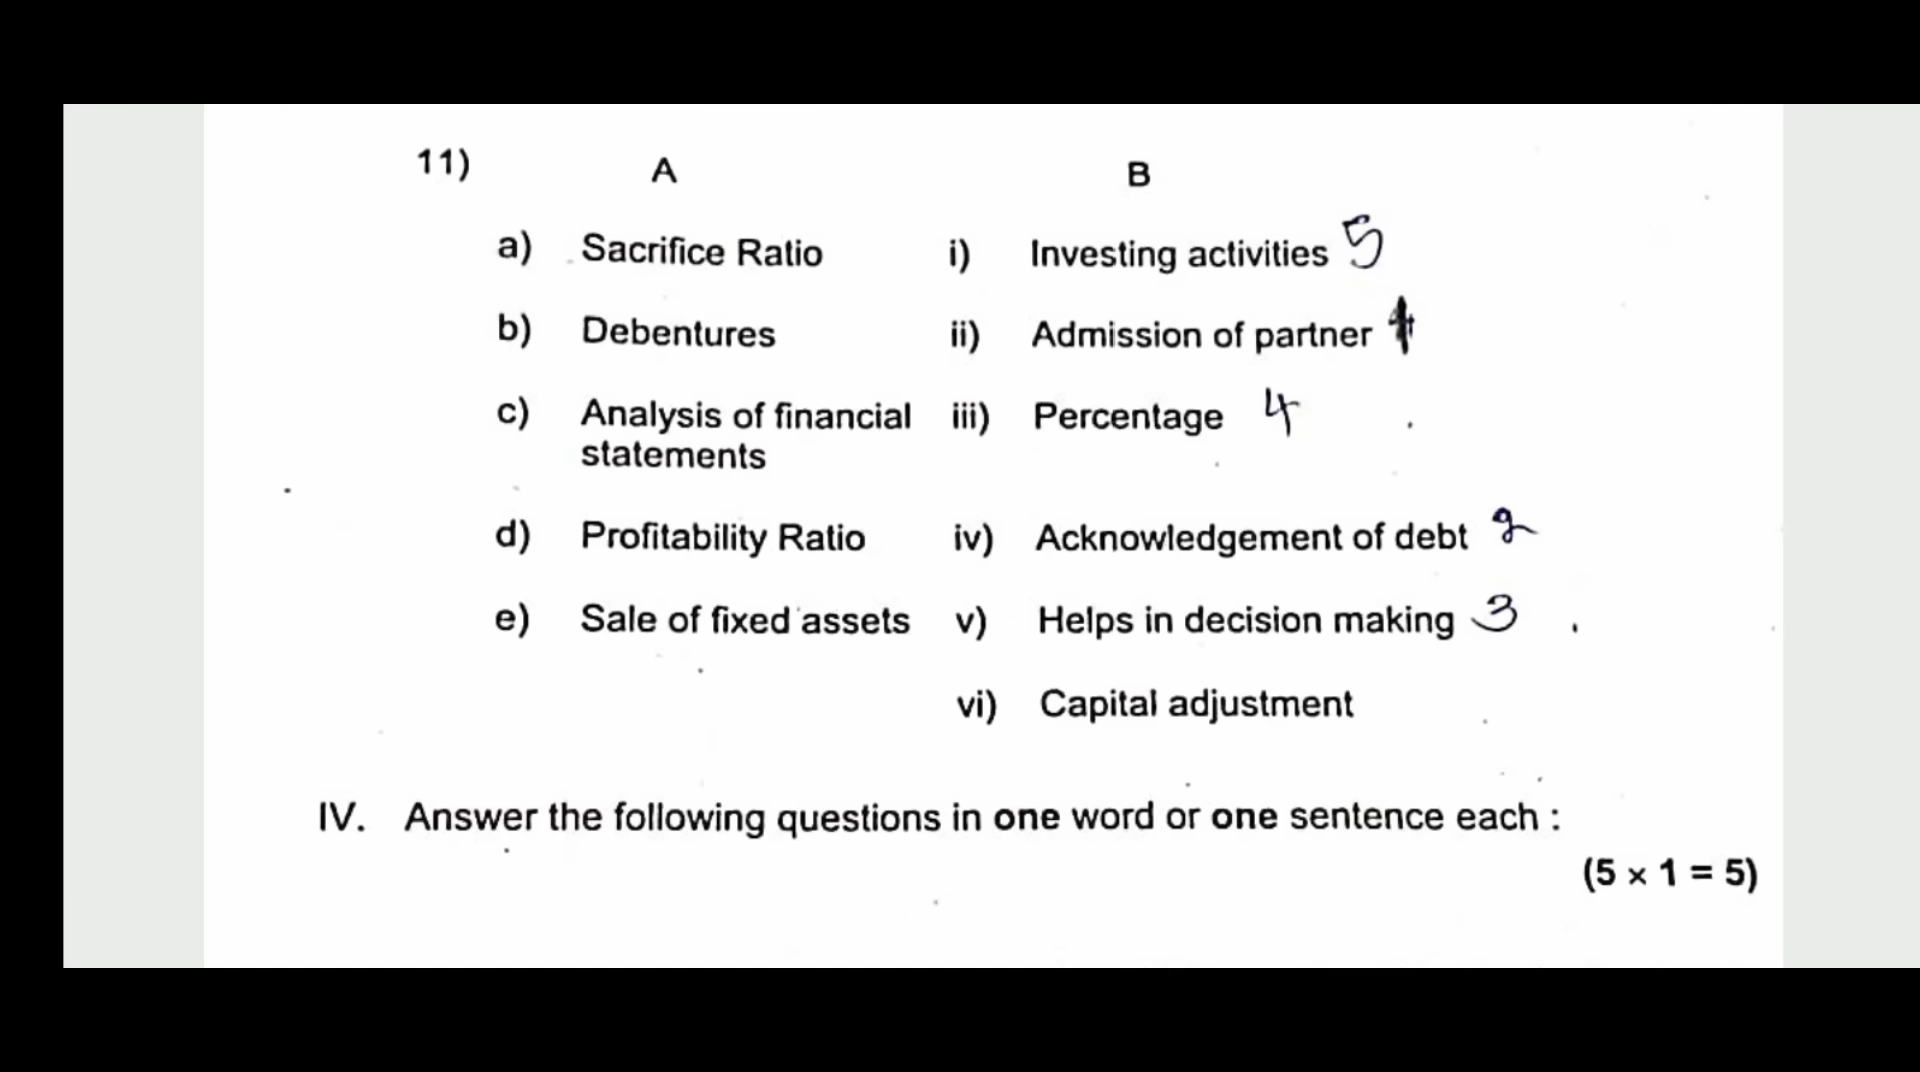 11) A B
a) Sacrifice Ratio i) Investing activities 5
b) Debentures ii) Admission of partner
c) Analysis of financial iii) Percentage 4
statements
d) Profitability Ratio iv) Acknowledgement of debt 2
e) Sale of fixed assets v) Helps in decision making 3
vi) Capital adjustment
IV. Answer the following questions in one word or one sentence each :
(5 × 1 = 5)